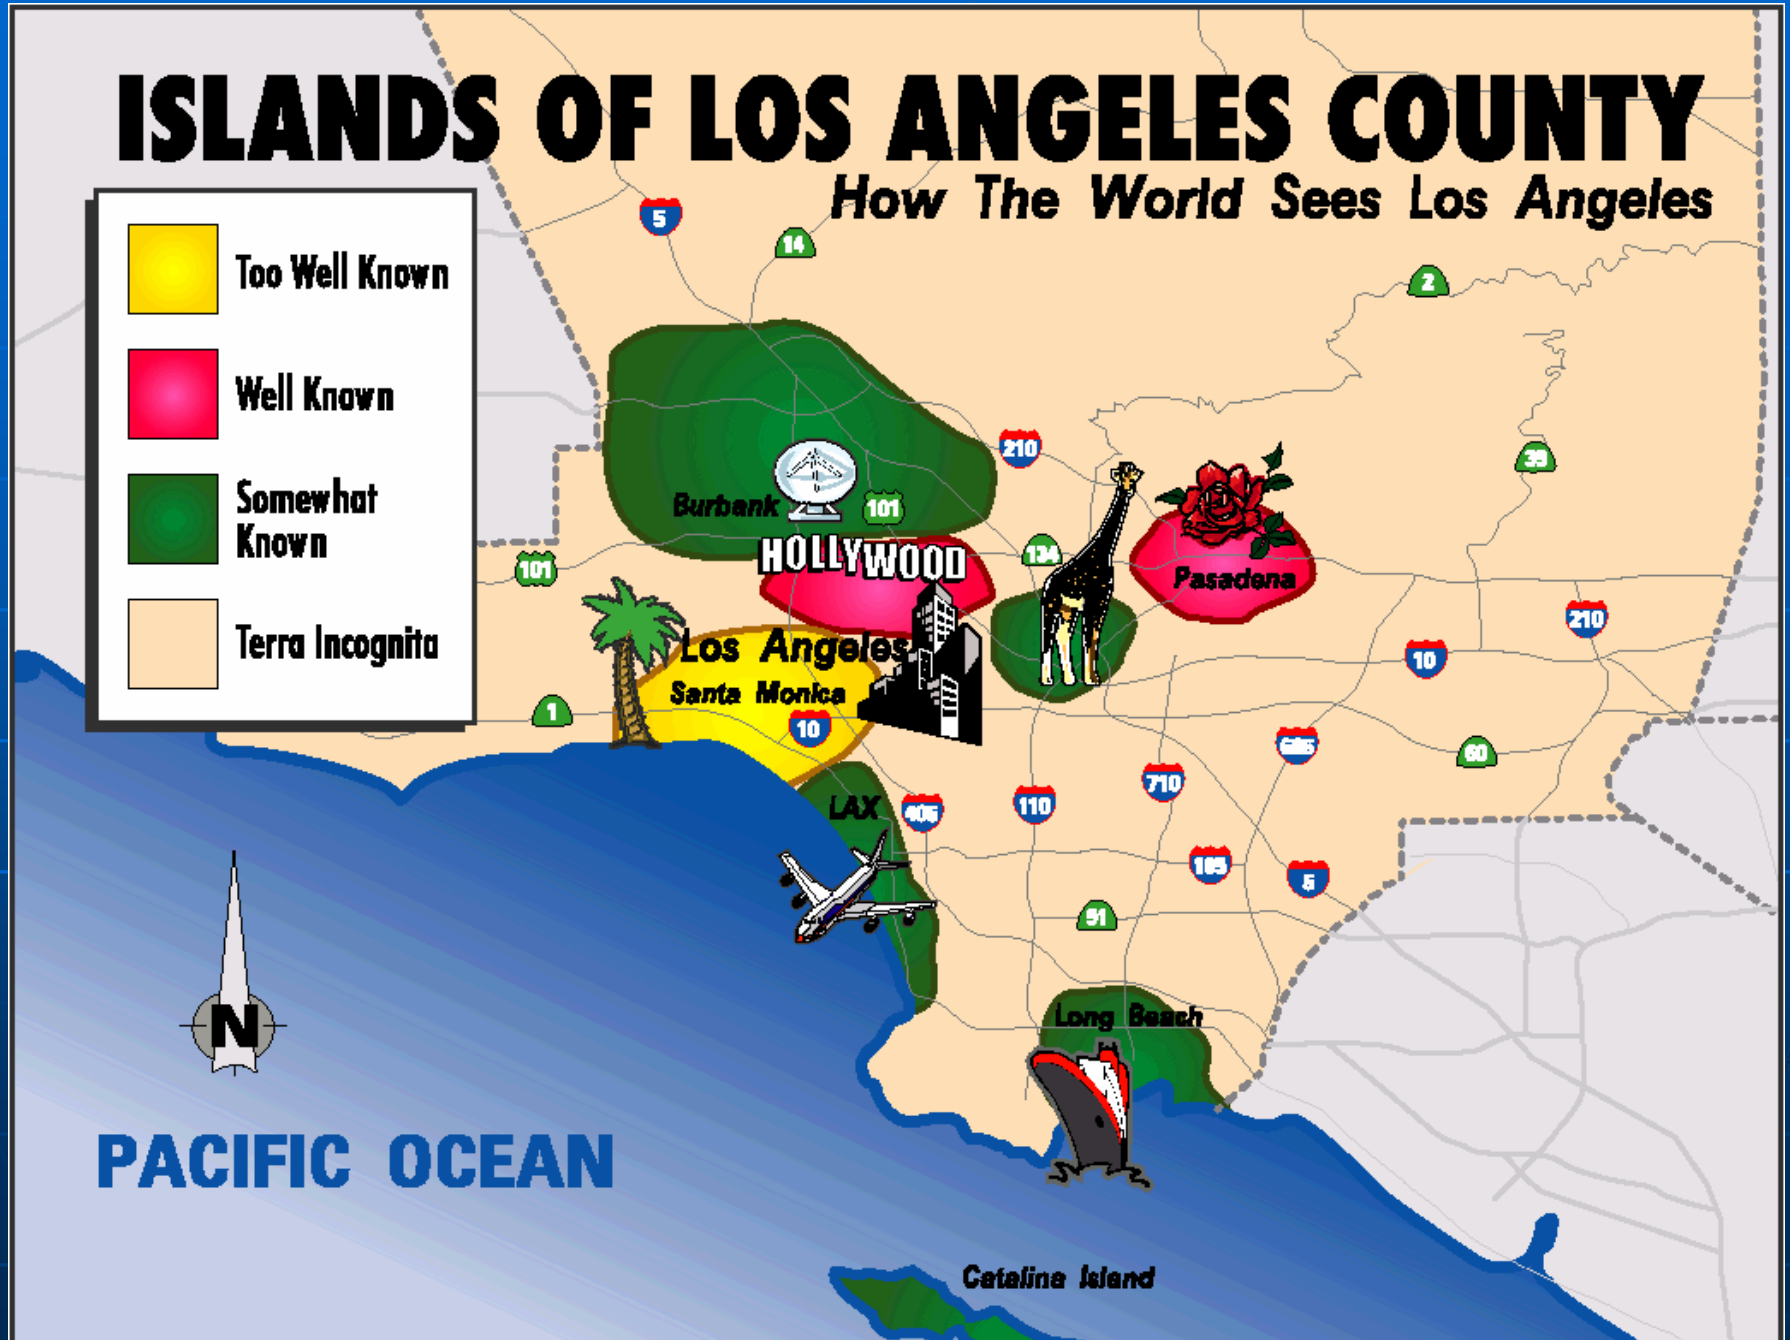 ISLANDS OF LOS ANGELES COUNTY
How The World Sees Los Angeles
Too Well Known
Well Known
Somewhat
Known
Terra Incognita
5
14
2
210
39
Burbank
101
HOLLYWOOD
134
101
Pasadena
210
Los Angeles
Santa Monica
10
1
10
60
710
LAX
110
5
91
Long Beach
N
PACIFIC OCEAN
Catalina Island